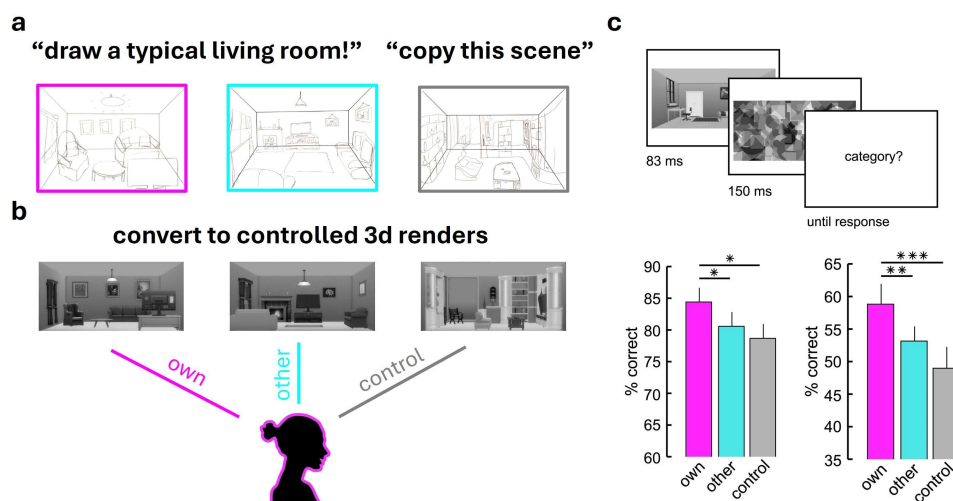 a
“draw a typical living room!”
“copy this scene”
b
convert to controlled 3d renders
own
other
control
c
83 ms
150 ms
category?
until response
% correct
90
85
80
75
70
65
60
*
*
own
other
control
% correct
65
60
55
50
45
40
35
***
**
own
other
control